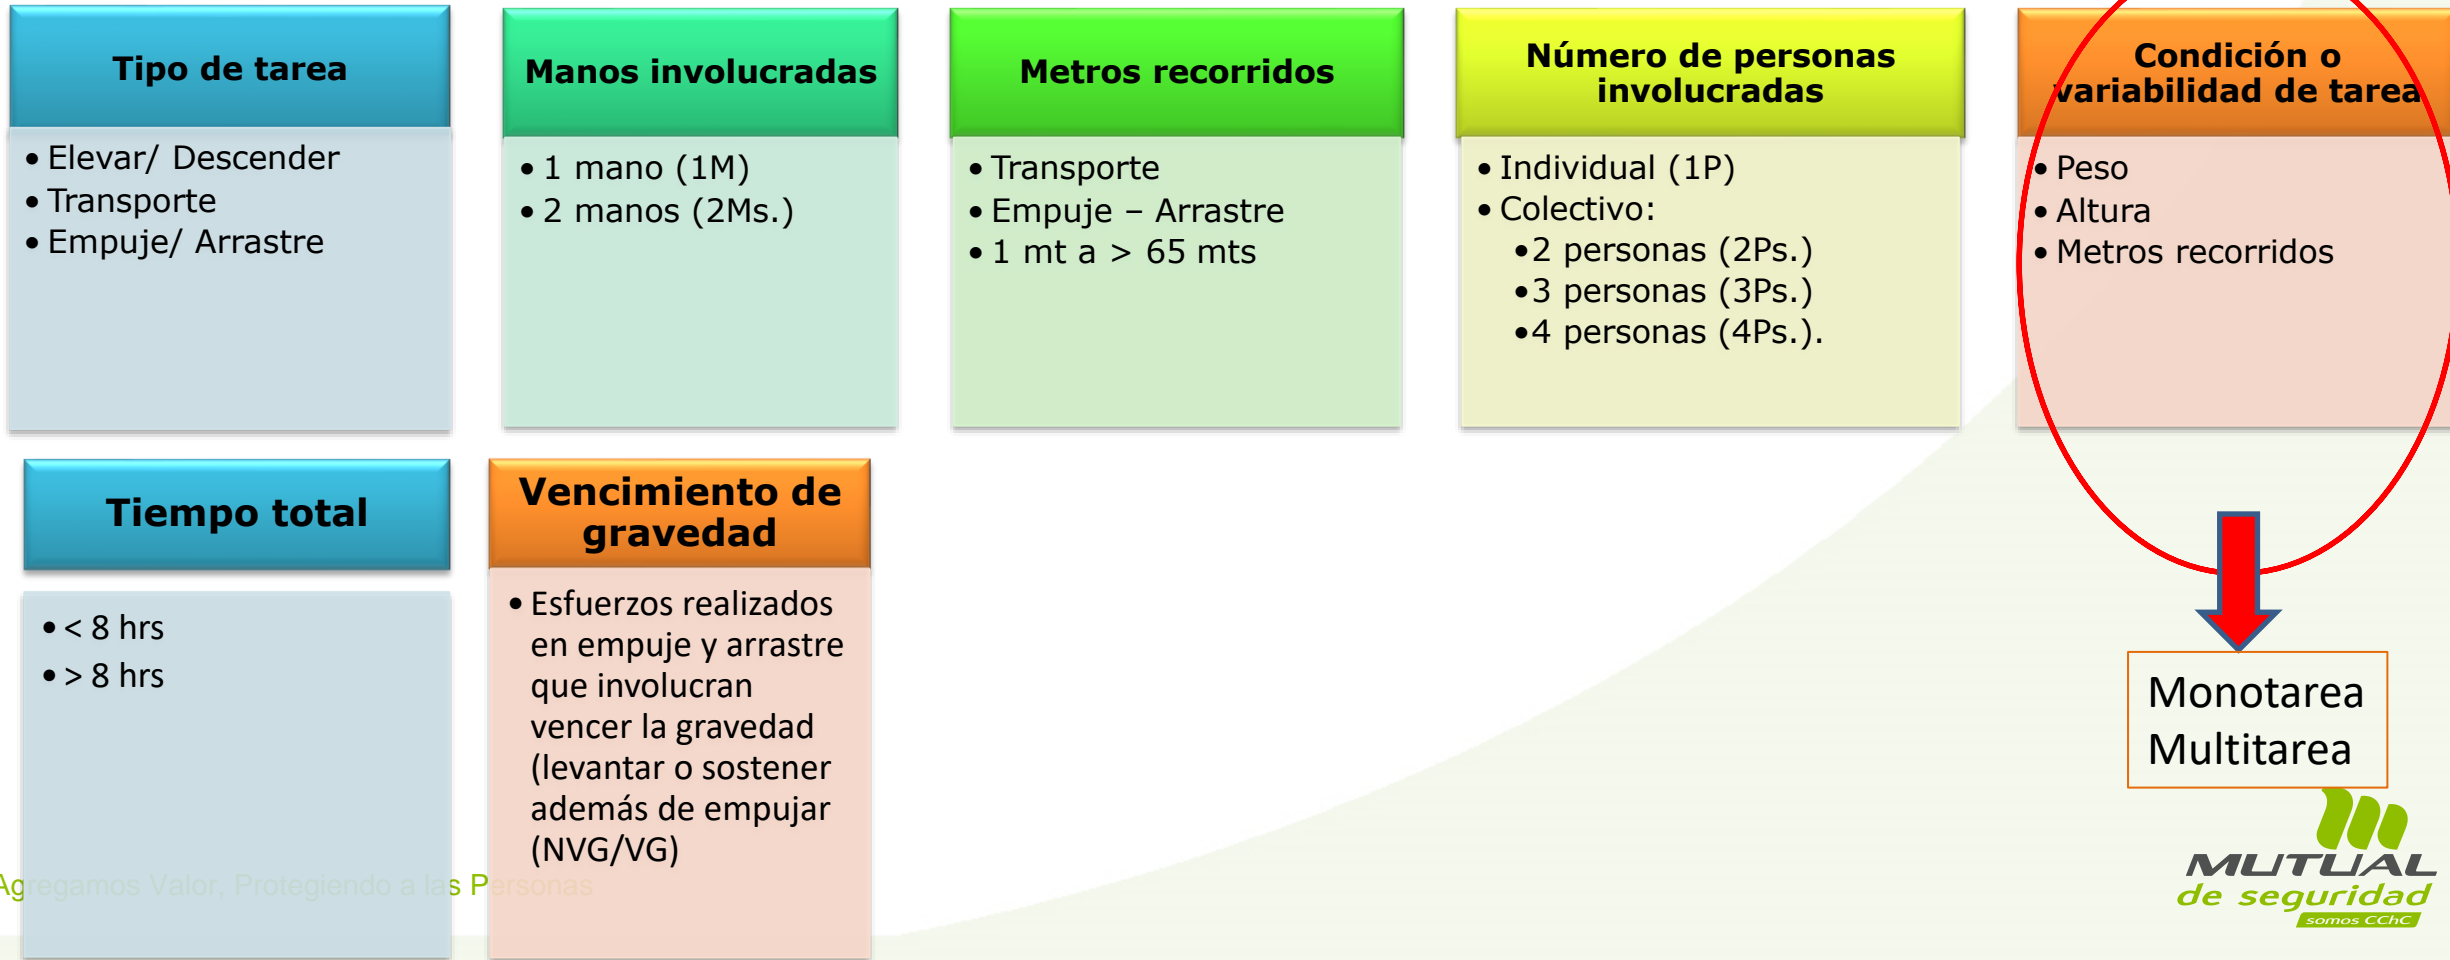 Tipo de tarea
• Elevar/ Descender
• Transporte
• Empuje/ Arrastre
Manos involucradas
• 1 mano (1M)
• 2 manos (2Ms.)
Metros recorridos
• Transporte
• Empuje – Arrastre
• 1 mt a > 65 mts
Número de personas
involucradas
• Individual (1P)
• Colectivo:
• 2 personas (2Ps.)
• 3 personas (3Ps.)
• 4 personas (4Ps.).
Condición o
variabilidad de tarea
• Peso
• Altura
• Metros recorridos
Tiempo total
• < 8 hrs
• > 8 hrs
Vencimiento de
gravedad
• Esfuerzos realizados
en empuje y arrastre
que involucran
vencer la gravedad
(levantar o sostener
además de empujar
(NVG/VG)
Monotarea
Multitarea
Agregamos Valor, Protegiendo a las Personas
MUTUAL
de seguridad
somos CChC